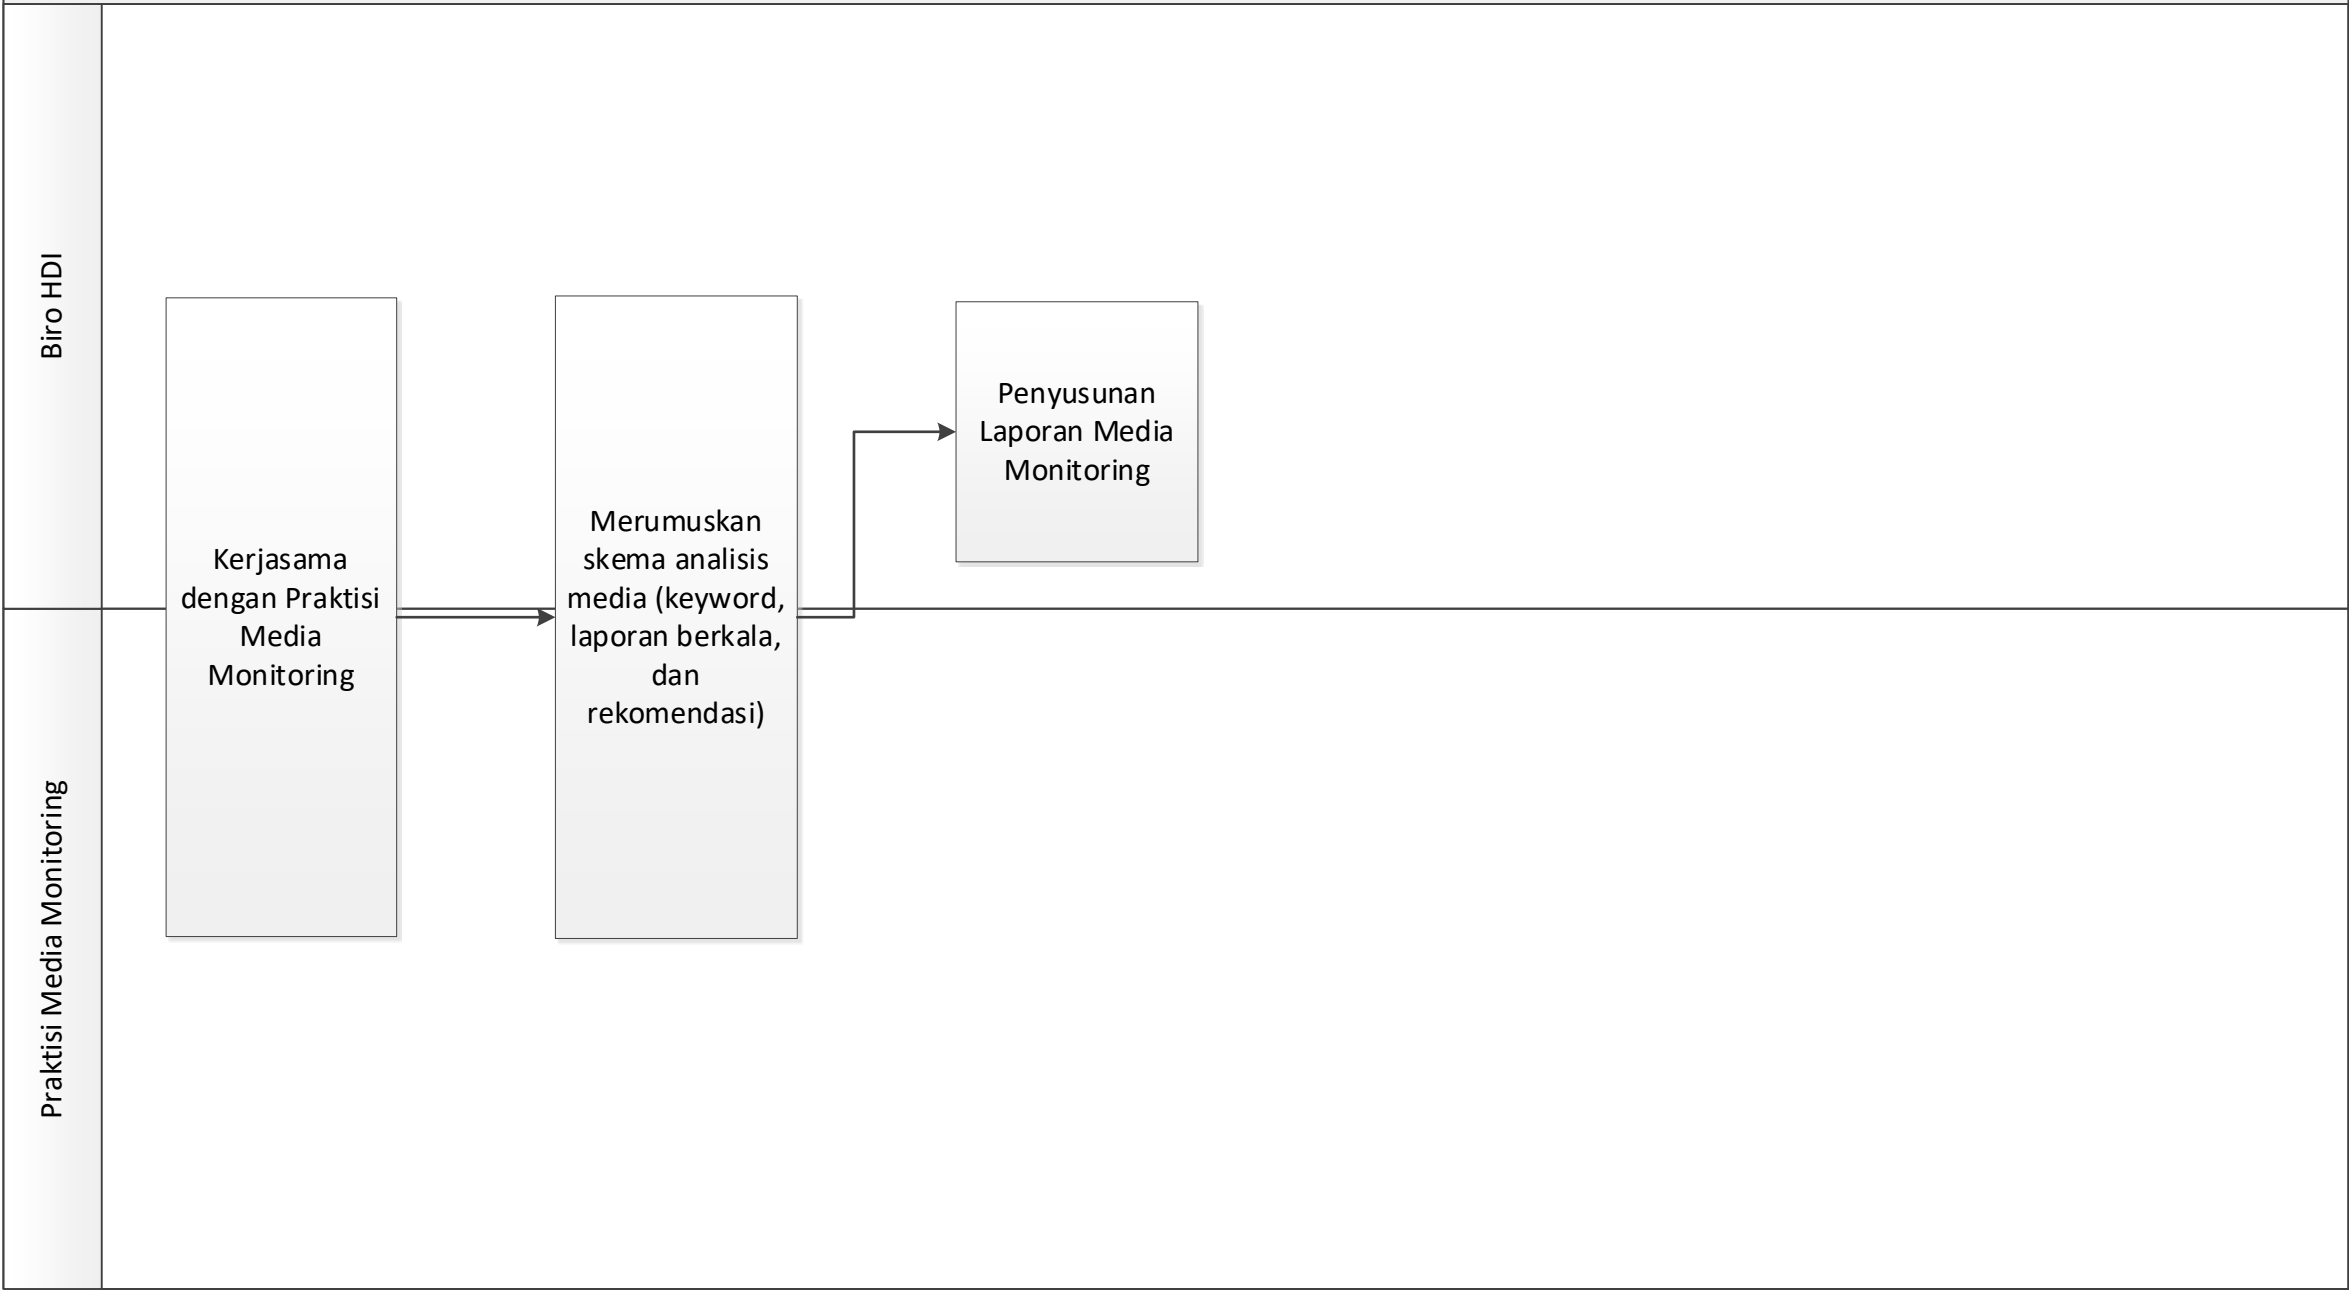 Biro HDI
Kerjasama
dengan Praktisi
Media
Monitoring
Merumuskan
skema analisis
media (keyword,
laporan berkala,
dan
rekomendasi)
Penyusunan
Laporan Media
Monitoring
Praktisi Media Monitoring